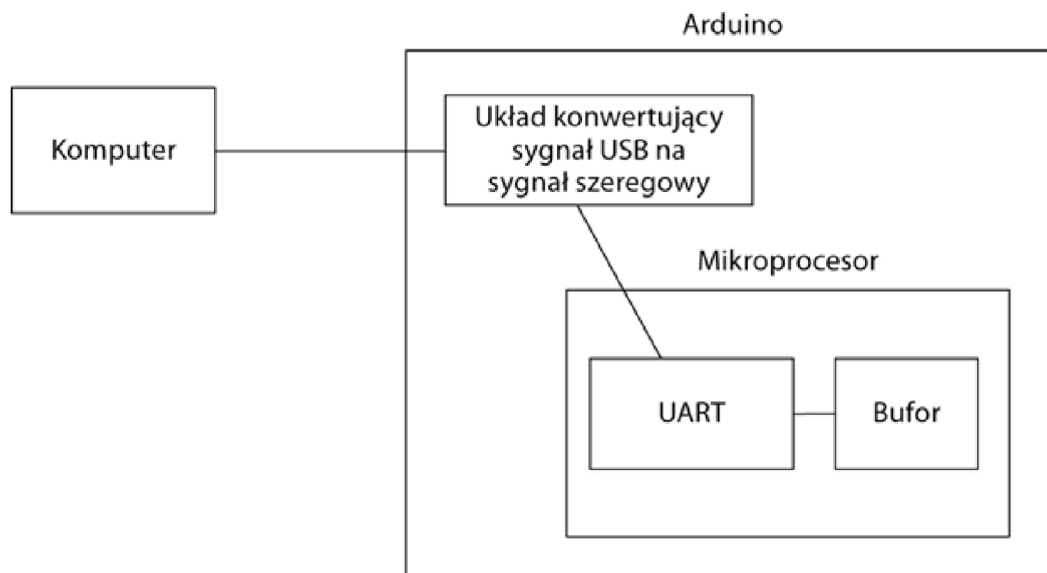 Arduino
Komputer
Układ konwertujący
sygnał USB na
sygnał szeregowy
Mikroprocesor
UART
Bufor